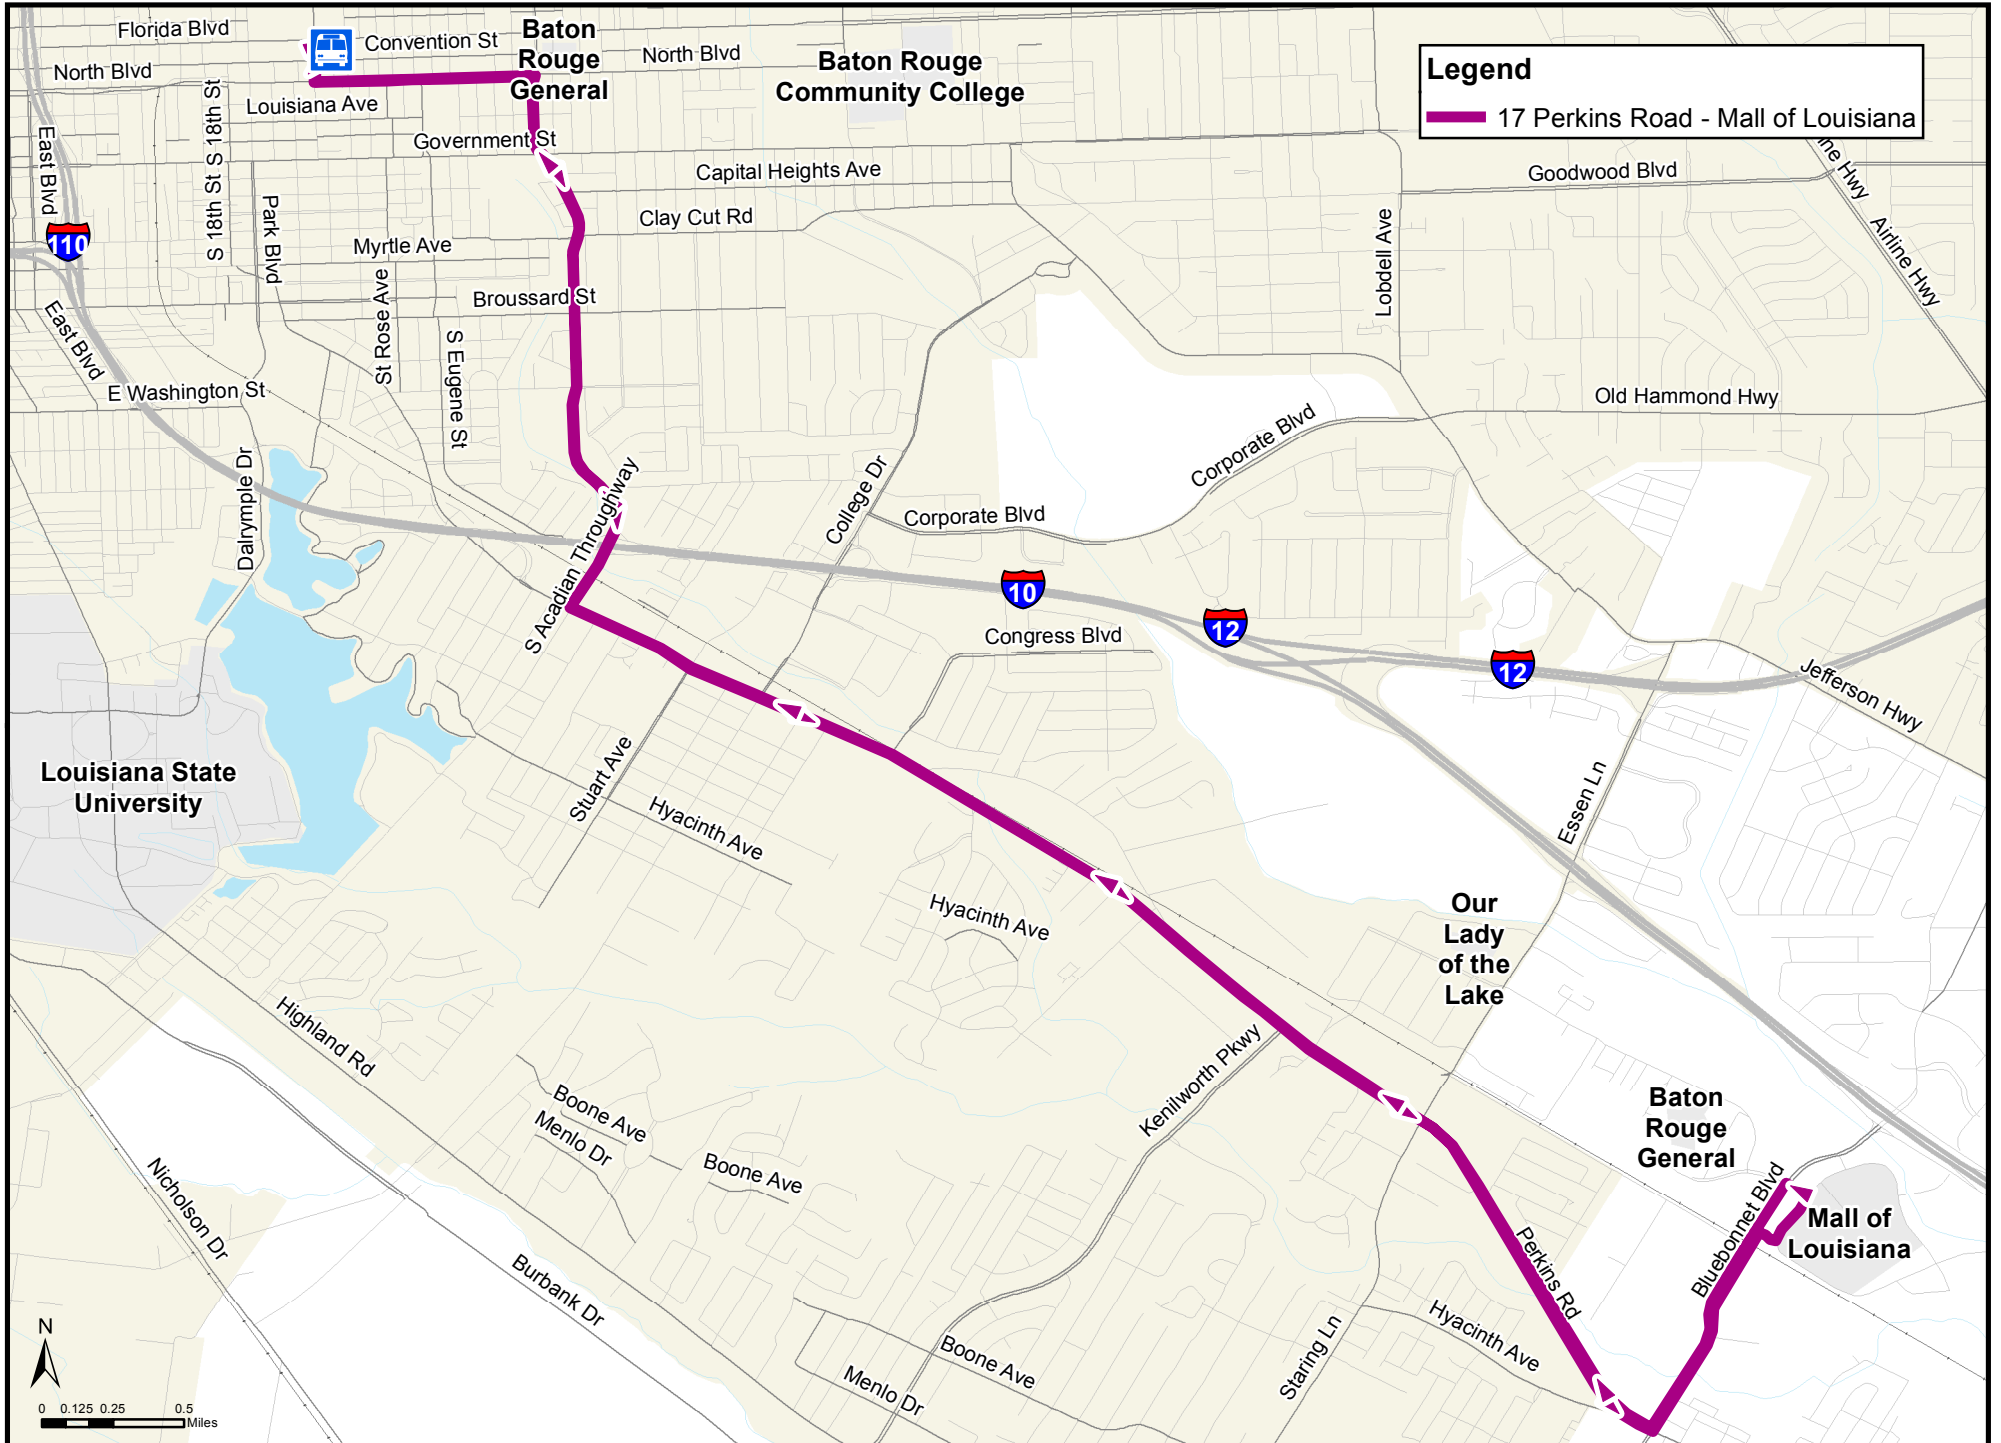 Florida Blvd
Convention St
Baton
Rouge
General
North Blvd
North Blvd
Baton Rouge
Community College
Legend
17 Perkins Road - Mall of Louisiana
Louisiana Ave
Government St
Capital Heights Ave
Goodwood Blvd
ine Hwy
Airline Hwy
East Blvd
S 18th St
S 18th St
Park Blvd
Clay Cut Rd
Lobdell Ave
110
Myrtle Ave
St Rose Ave
Broussard St
East Blvd
S Eugene St
E Washington St
Old Hammond Hwy
Corporate Blvd
Dalrymple Dr
S Acadian Throughway
College Dr
Corporate Blvd
10
12
12
Congress Blvd
Jefferson Hwy
Louisiana State
University
Stuart Ave
Hyacinth Ave
Essen Ln
Hyacinth Ave
Our
Lady
of the
Lake
Highland Rd
Kenilworth Pkwy
Boone Ave
Menlo Dr
Boone Ave
Baton
Rouge
General
Nicholson Dr
Bluebonnet Blvd
Mall of
Louisiana
Burbank Dr
Perkins Rd
Hyacinth Ave
Staring Ln
Boone Ave
Menlo Dr
N
0 0.125 0.25 0.5
Miles